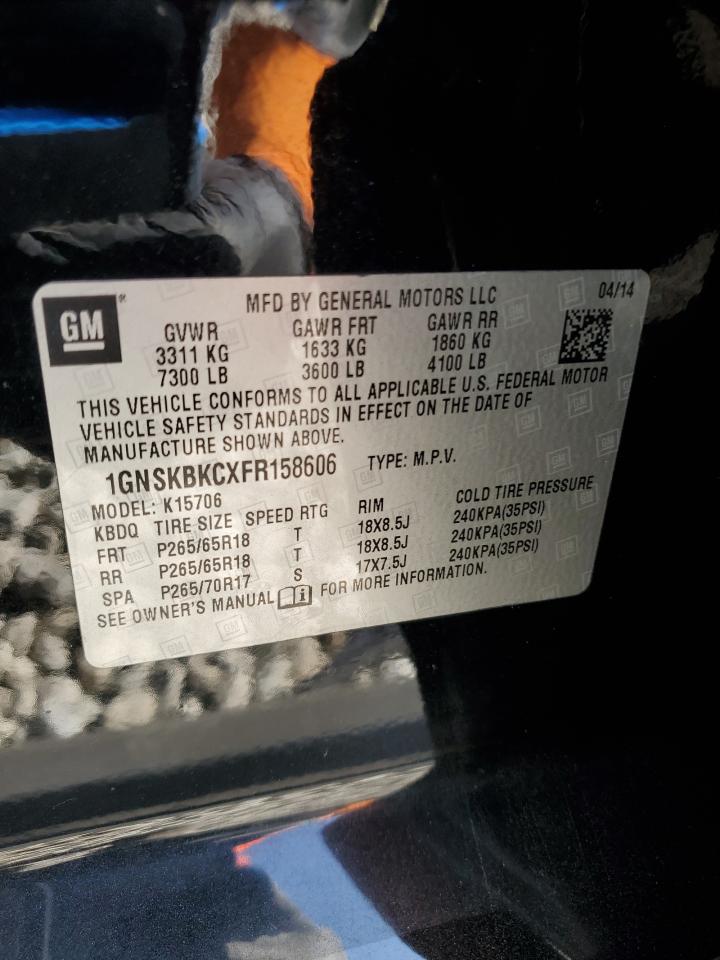 GM® MFD BY GENERAL MOTORS LLC 04/14
GVWR GAWR FRT GAWR RR
3311 KG 1633 KG 1860 KG
7300 LB 3600 LB 4100 LB
THIS VEHICLE CONFORMS TO ALL APPLICABLE U.S. FEDERAL MOTOR
VEHICLE SAFETY STANDARDS IN EFFECT ON THE DATE OF
MANUFACTURE SHOWN ABOVE.
1GNSKBKCXFR158606 TYPE: M.P.V.
MODEL: K15706
KBDQ TIRE SIZE SPEED RTG RIM COLD TIRE PRESSURE
FRT P265/65R18 T 18X8.5J 240KPA(35PSI)
RR P265/65R18 T 18X8.5J 240KPA(35PSI)
SPA P265/70R17 S 17X7.5J 240KPA(35PSI)
SEE OWNER'S MANUAL FOR MORE INFORMATION.